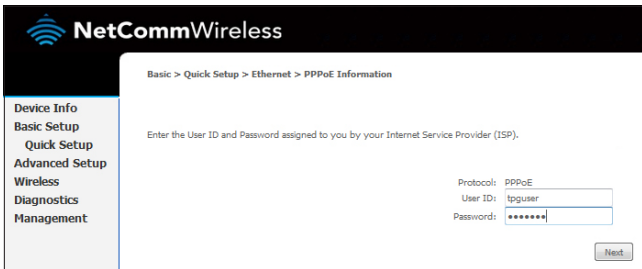 NetCommWireless
Basic > Quick Setup > Ethernet > PPPoE Information
Device Info
Basic Setup
Quick Setup
Advanced Setup
Wireless
Diagnostics
Management
Enter the User ID and Password assigned to you by your Internet Service Provider (ISP).
Protocol: PPPoE
User ID: tpguser
Password: •••••••
Next